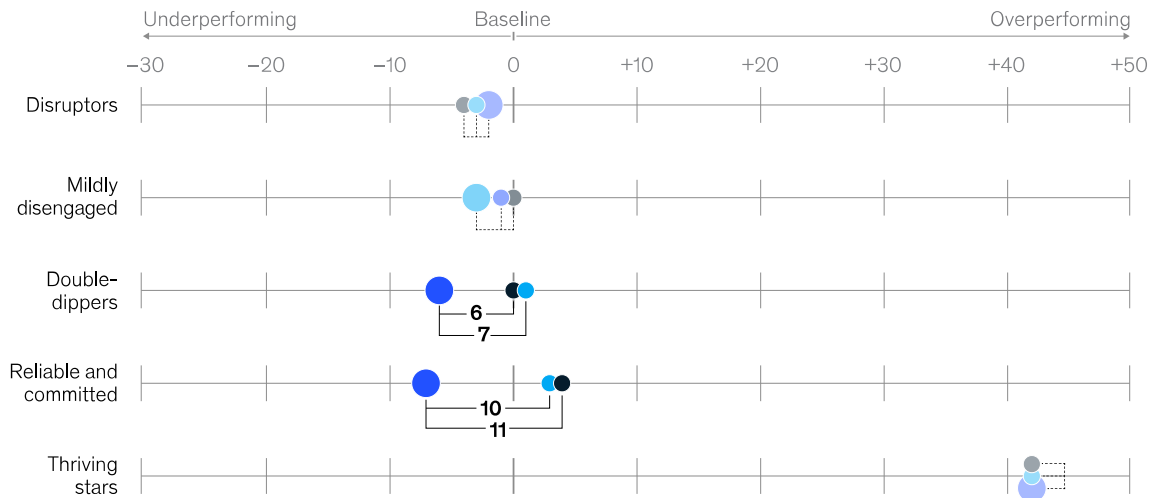 Underperforming Baseline Overperforming
–30 –20 –10 0 +10 +20 +30 +40 +50
Disruptors
Mildly
disengaged
Double-
dippers
6
7
Reliable and
committed
10
11
Thriving
stars